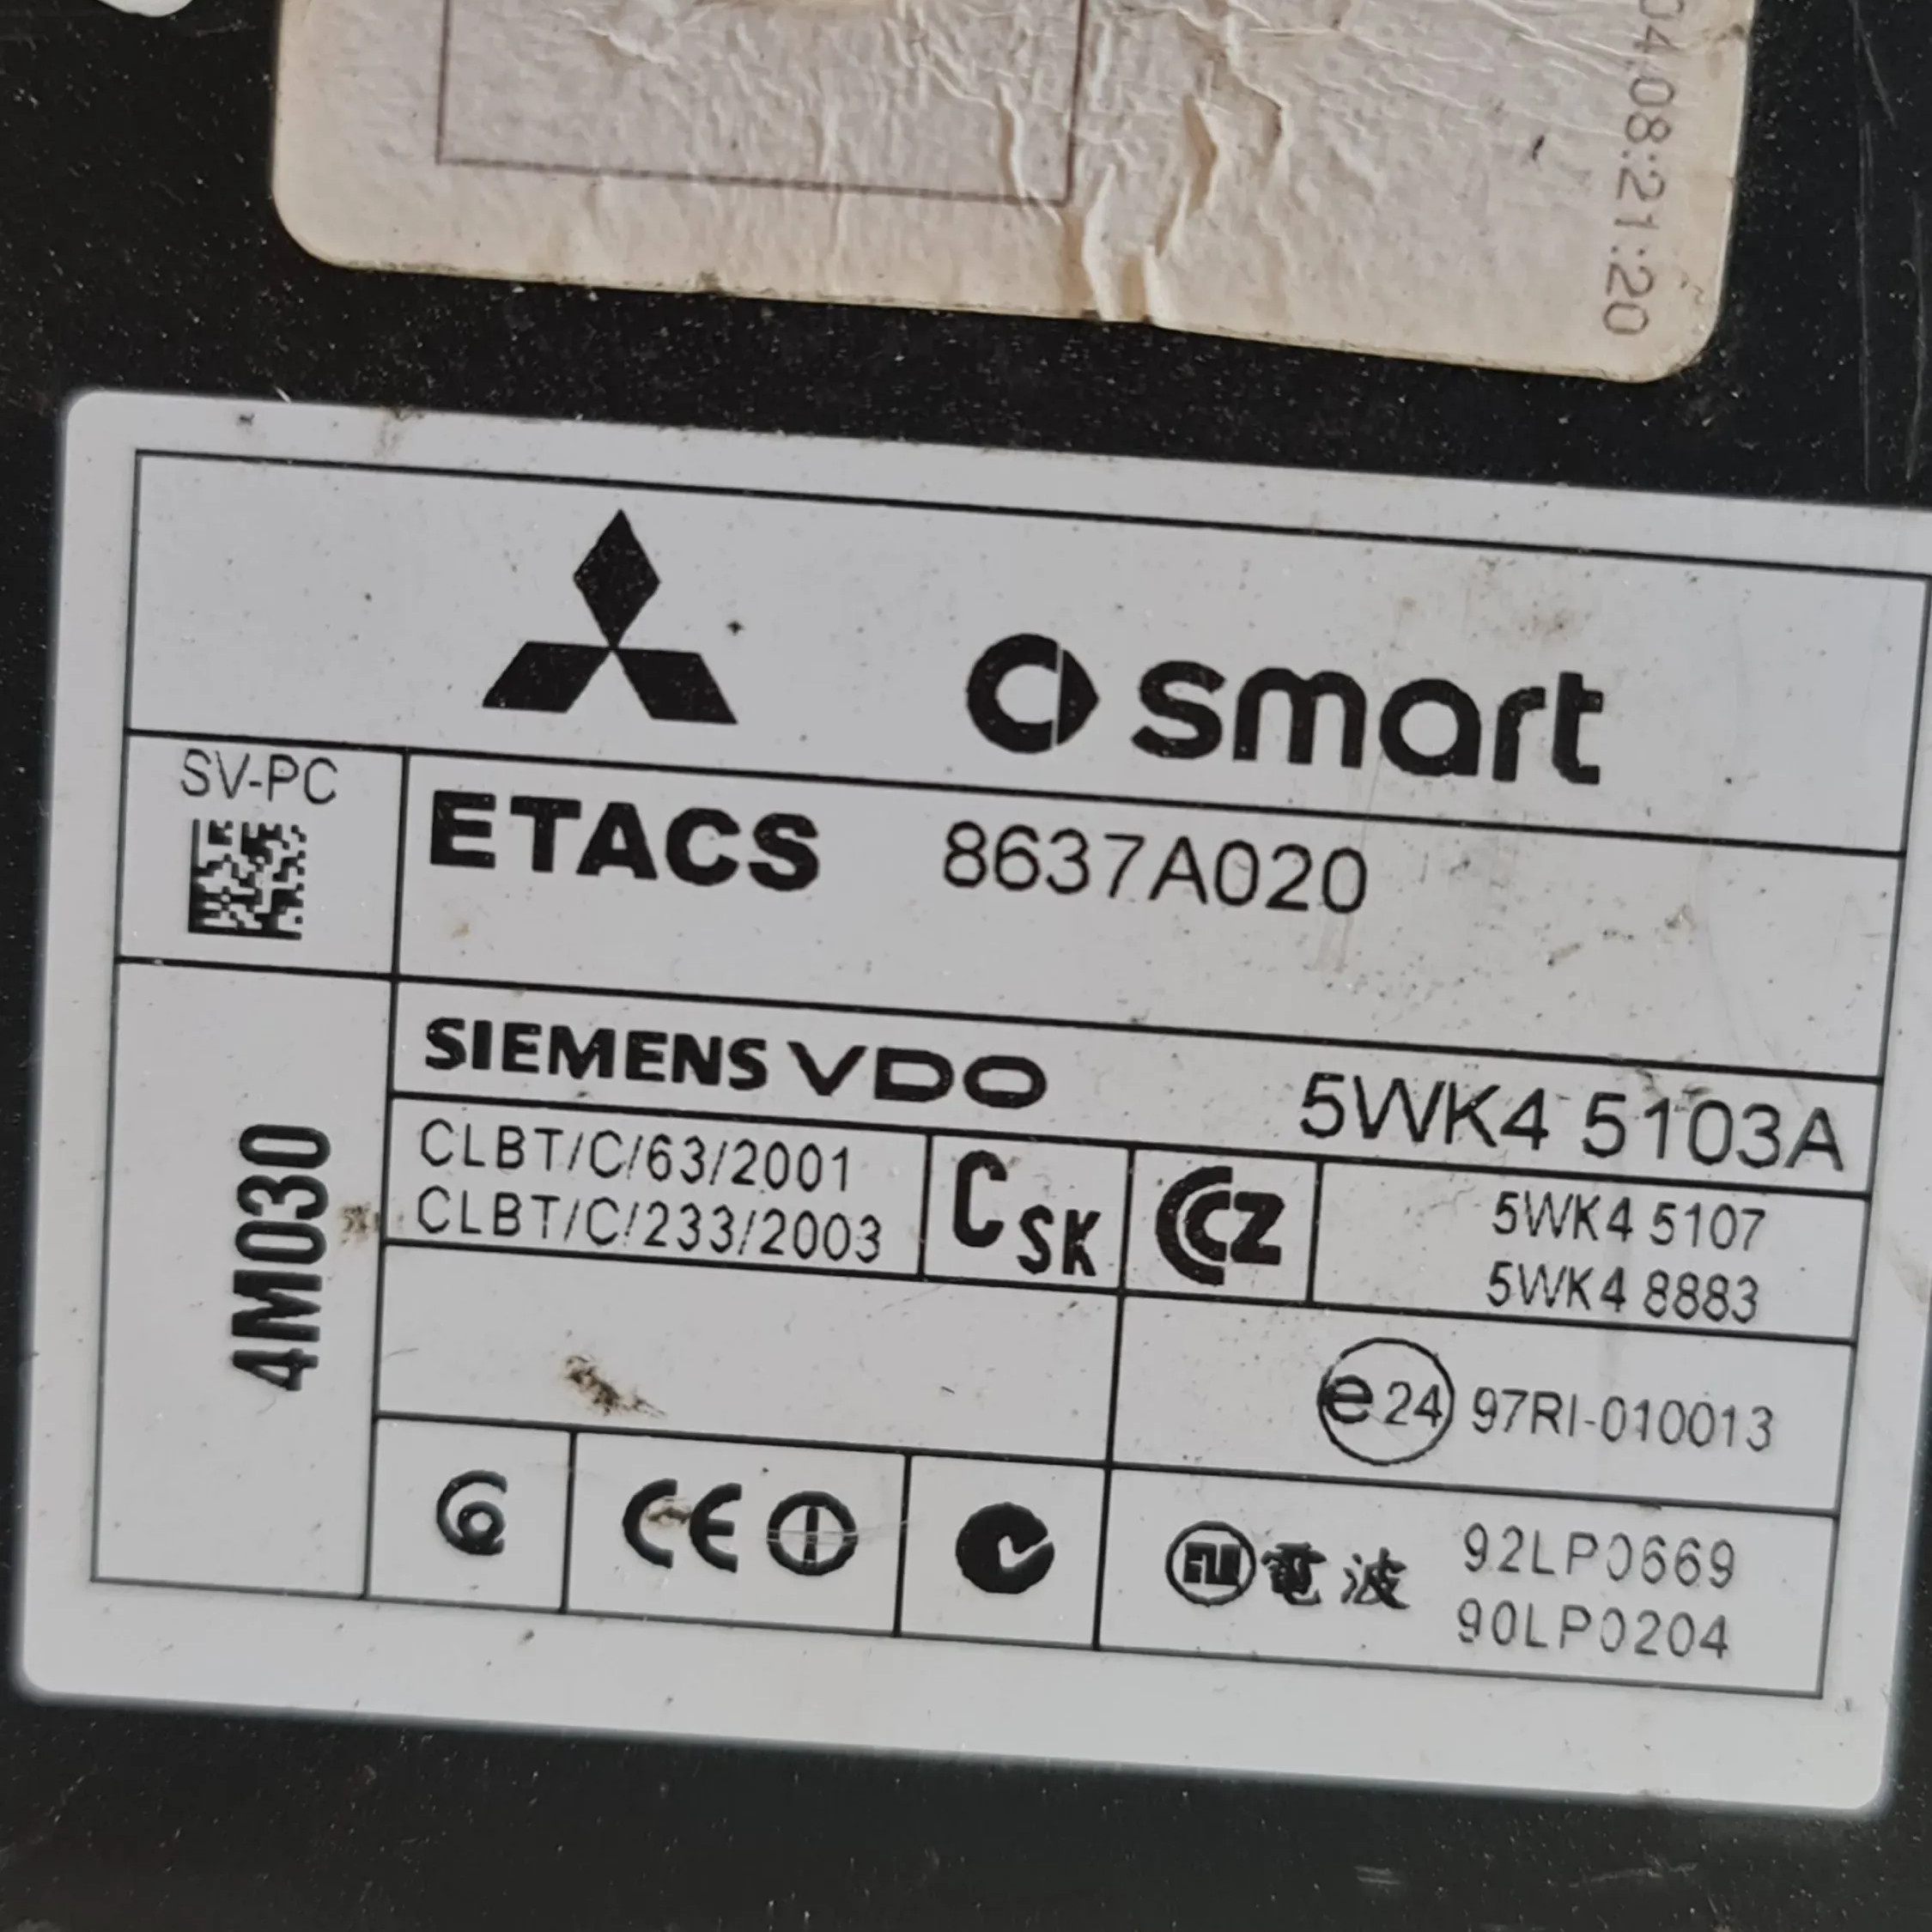 04.08:21:20
smart
SV-PC
ETACS 8637A020
SIEMENS VDO 5WK4 5103A
4M030
CLBT/C/63/2001
CLBT/C/233/2003
CSK
CCZ
5WK4 5107
5WK4 8883
e24 97RI-010013
CE
電波
92LP0669
90LP0204